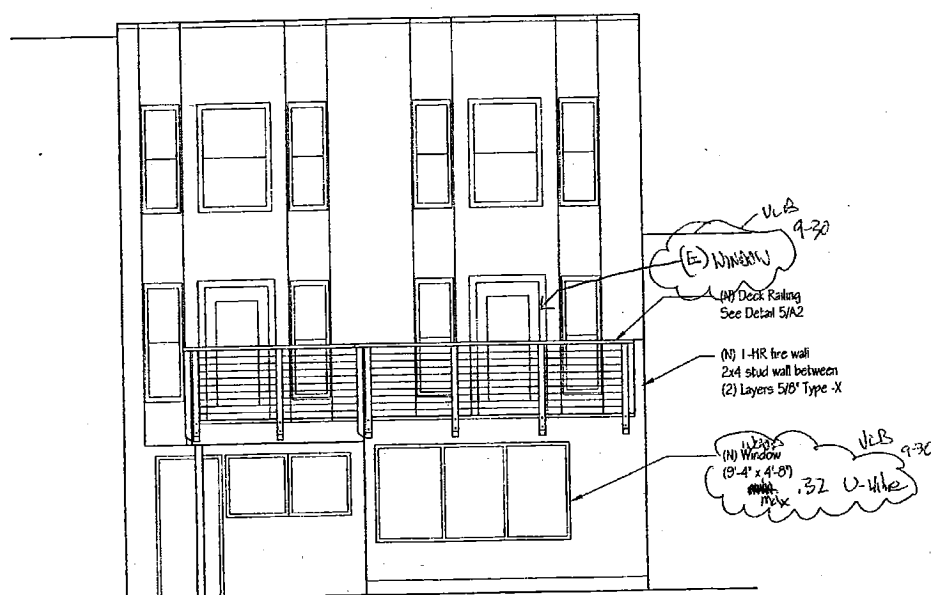 VLB
9-30
(E) WINDOW
(N) Deck Railing
See Detail 5/A2
(N) 1-HR fire wall
2x4 stud wall between
(2) Layers 5/8" Type -X
VLB
9-30
(N) Window
(9'-4" x 4'-8")
max .32 U-